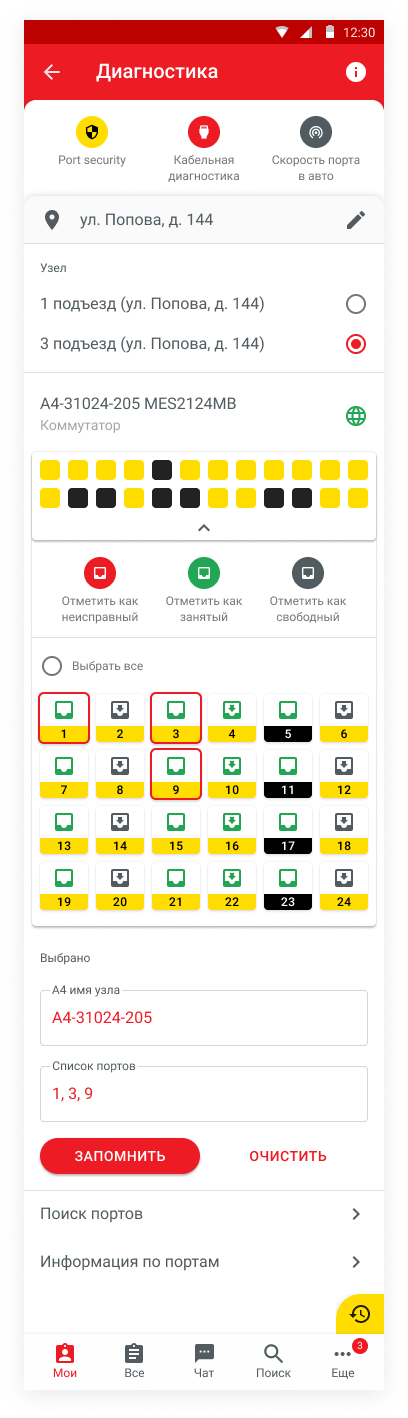 12:30
Диагностика
Port security
Кабельная
диагностика
Скорость порта
в авто
ул. Попова, д. 144
Узел
1 подъезд (ул. Попова, д. 144)
3 подъезд (ул. Попова, д. 144)
A4-31024-205 MES2124MB
Коммутатор
Отметить как
неисправный
Отметить как
занятый
Отметить как
свободный
Выбрать все
1 2 3 4 5 6
7 8 9 10 11 12
13 14 15 16 17 18
19 20 21 22 23 24
Выбрано
А4 имя узла
A4-31024-205
Список портов
1, 3, 9
ЗАПОМНИТЬ ОЧИСТИТЬ
Поиск портов
Информация по портам
3
Мои Все Чат Поиск Еще